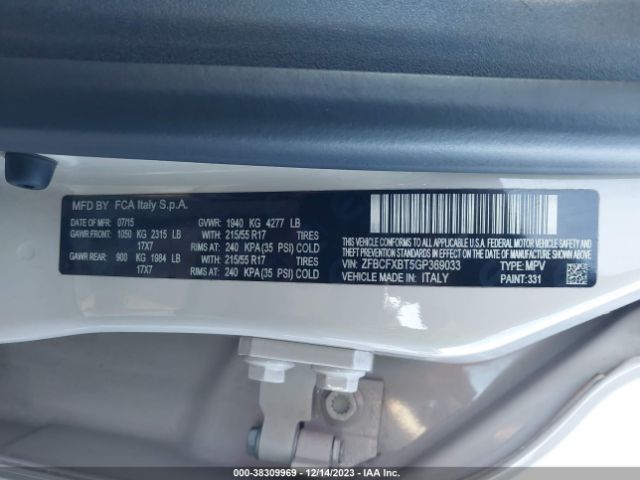 MFD BY FCA Italy S.p.A.
DATE OF MFR: 07/15 GVWR: 1940 KG 4277 LB
GAWR FRONT: 1050 KG 2315 LB WITH: 215/55 R17 TIRES
17X7 RIMS AT: 240 KPA(35 PSI) COLD
GAWR REAR: 900 KG 1984 LB WITH: 215/55 R17 TIRES
17X7 RIMS AT: 240 KPA(35 PSI) COLD
THIS VEHICLE CONFORMS TO ALL APPLICABLE U.S.A. FEDERAL MOTOR VEHICLE SAFETY, BUMPER AND
THEFT PREVENTION STANDARDS IN EFFECT ON THE DATE OF MANUFACTURE SHOWN ABOVE.
VIN: ZFBCFXBT5GP369033 TYPE: MPV
VEHICLE MADE IN: ITALY PAINT: 331
000-38309969 - 12/14/2023 - IAAI.COM